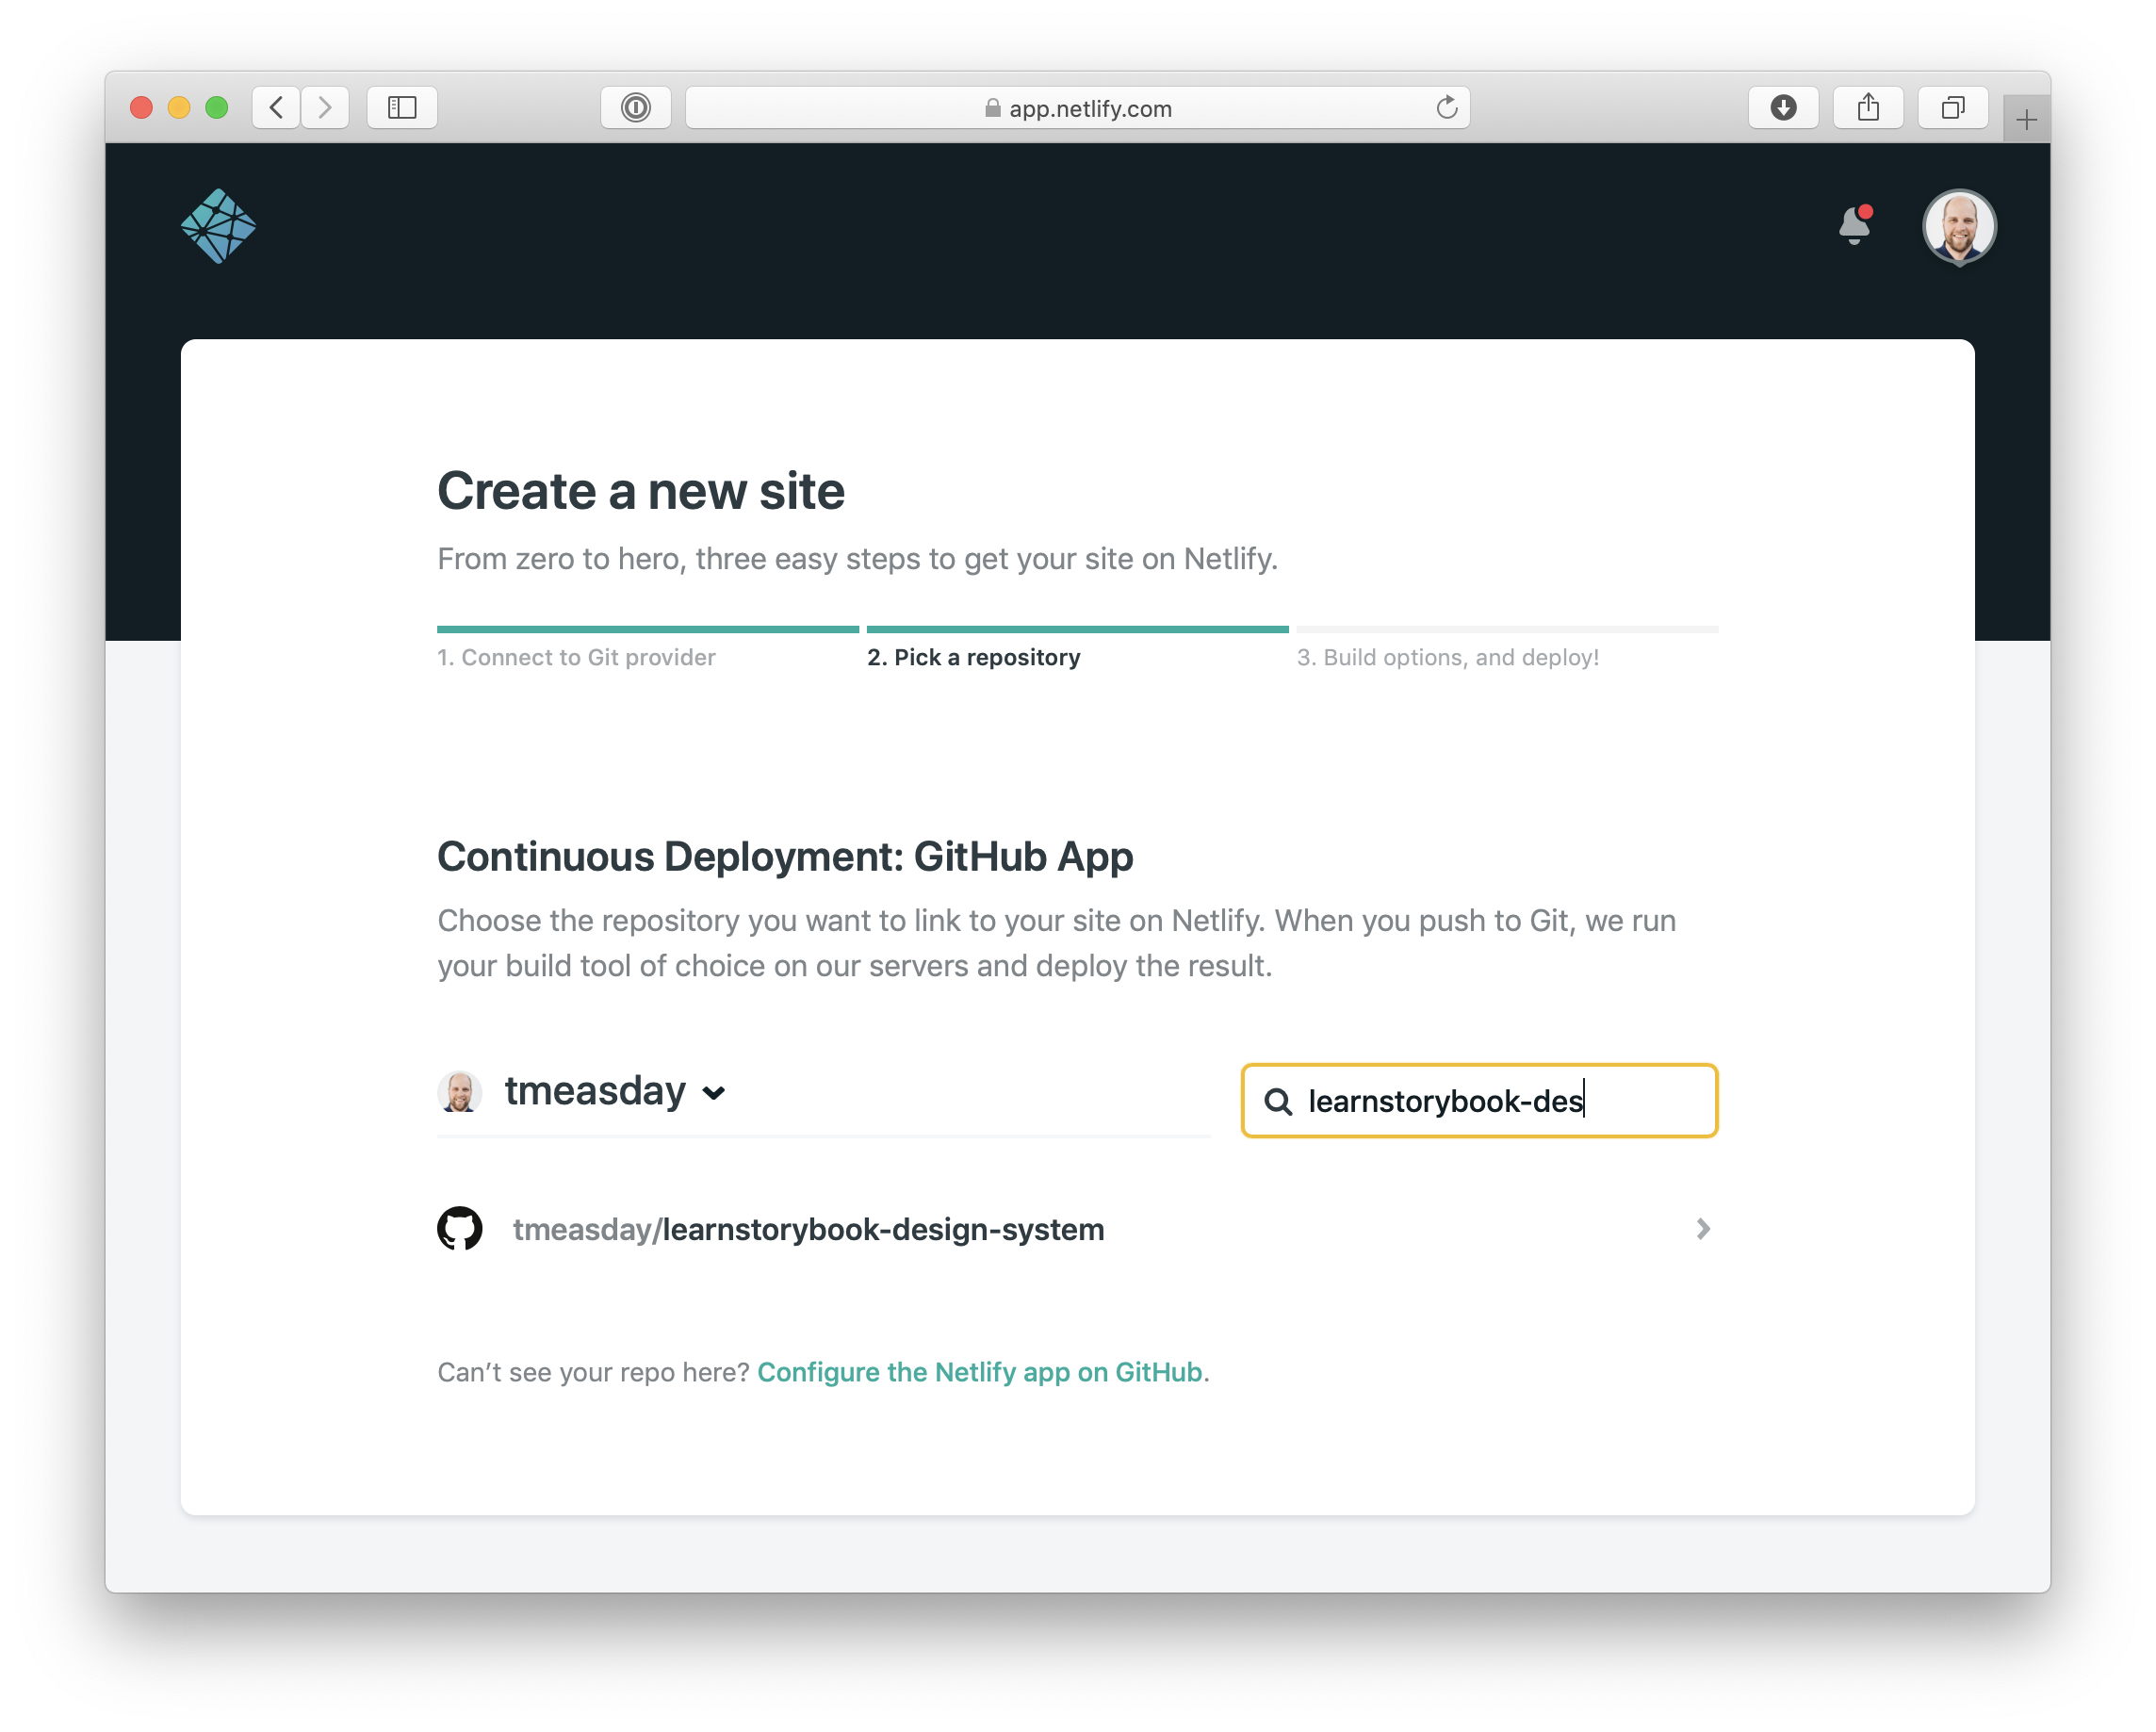 app.netlify.com
Create a new site
From zero to hero, three easy steps to get your site on Netlify.
1. Connect to Git provider
2. Pick a repository
3. Build options, and deploy!
Continuous Deployment: GitHub App
Choose the repository you want to link to your site on Netlify. When you push to Git, we run
your build tool of choice on our servers and deploy the result.
tmeasday
learnstorybook-des
tmeasday/learnstorybook-design-system
Can’t see your repo here? Configure the Netlify app on GitHub.